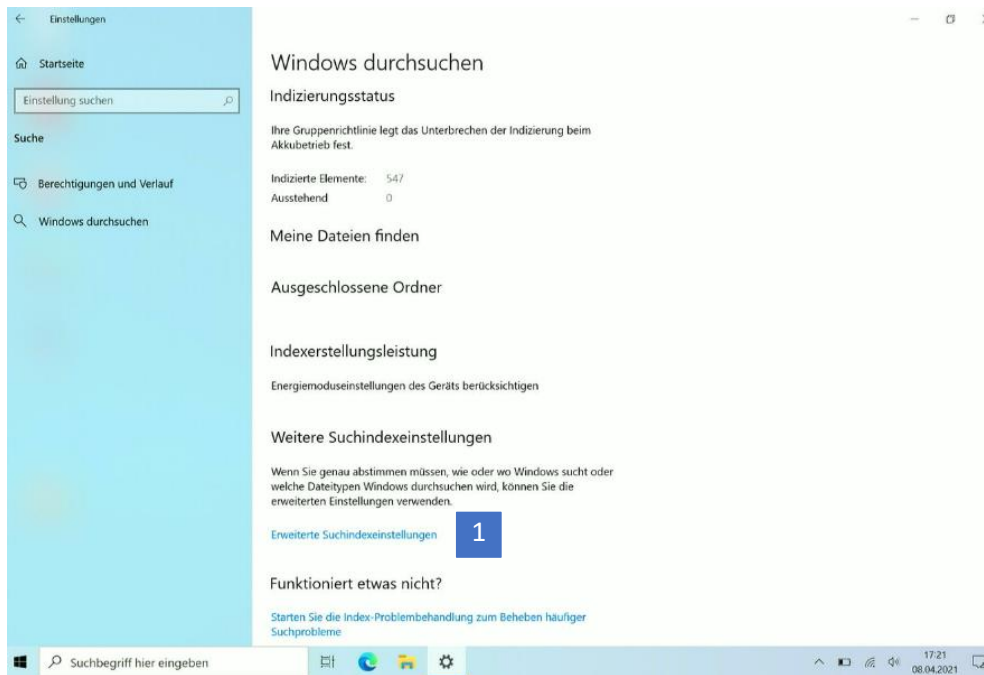 Einstellungen
Startseite
Einstellung suchen
Suche
Berechtigungen und Verlauf
Windows durchsuchen
Windows durchsuchen
Indizierungsstatus
Ihre Gruppenrichtlinie legt das Unterbrechen der Indizierung beim
Akkubetrieb fest.
Indizierte Elemente: 547
Ausstehend 0
Meine Dateien finden
Ausgeschlossene Ordner
Indexerstellungsleistung
Energiemoduseinstellungen des Geräts berücksichtigen
Weitere Suchindexeinstellungen
Wenn Sie genau abstimmen müssen, wie oder wo Windows sucht oder
welche Dateitypen Windows durchsuchen wird, können Sie die
erweiterten Einstellungen verwenden.
Erweiterte Suchindexeinstellungen 1
Funktioniert etwas nicht?
Starten Sie die Index-Problembehandlung zum Beheben häufiger
Suchprobleme
Suchbegriff hier eingeben
17:21
08.04.2021